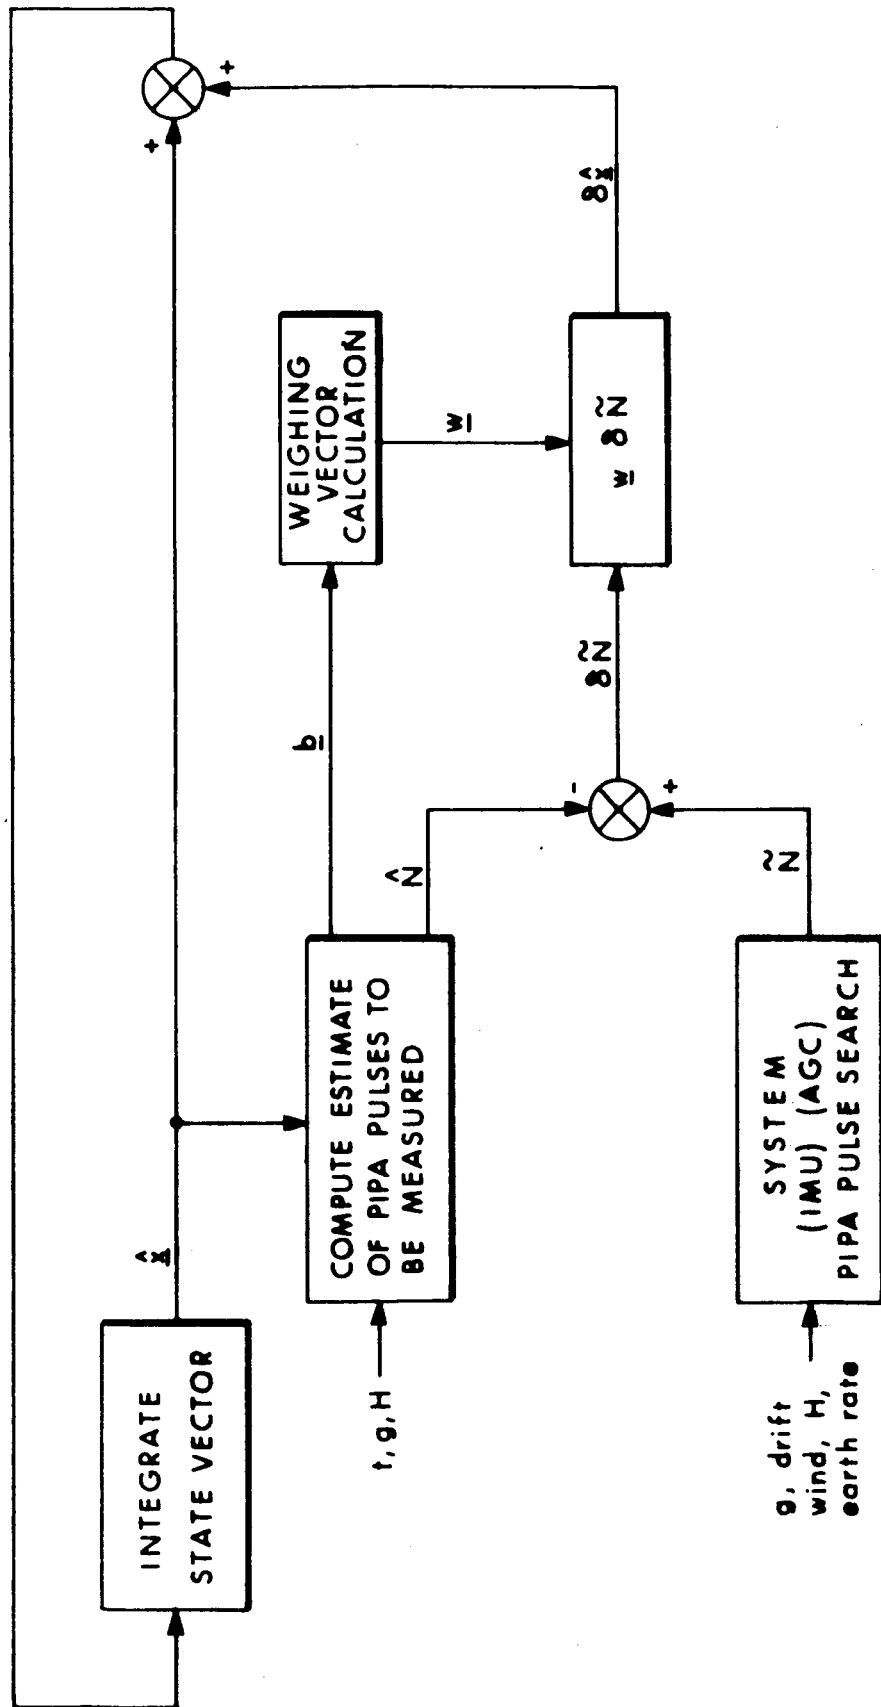 INTEGRATE
STATE VECTOR
x̂
+
+
t, g, H
COMPUTE ESTIMATE
OF PIPA PULSES TO
BE MEASURED
b
WEIGHING
VECTOR
CALCULATION
w
N̂
-
+
δÑ
w δÑ
δx̂
g, drift
wind, H,
earth rate
SYSTEM
(IMU) (AGC)
PIPA PULSE SEARCH
Ñ